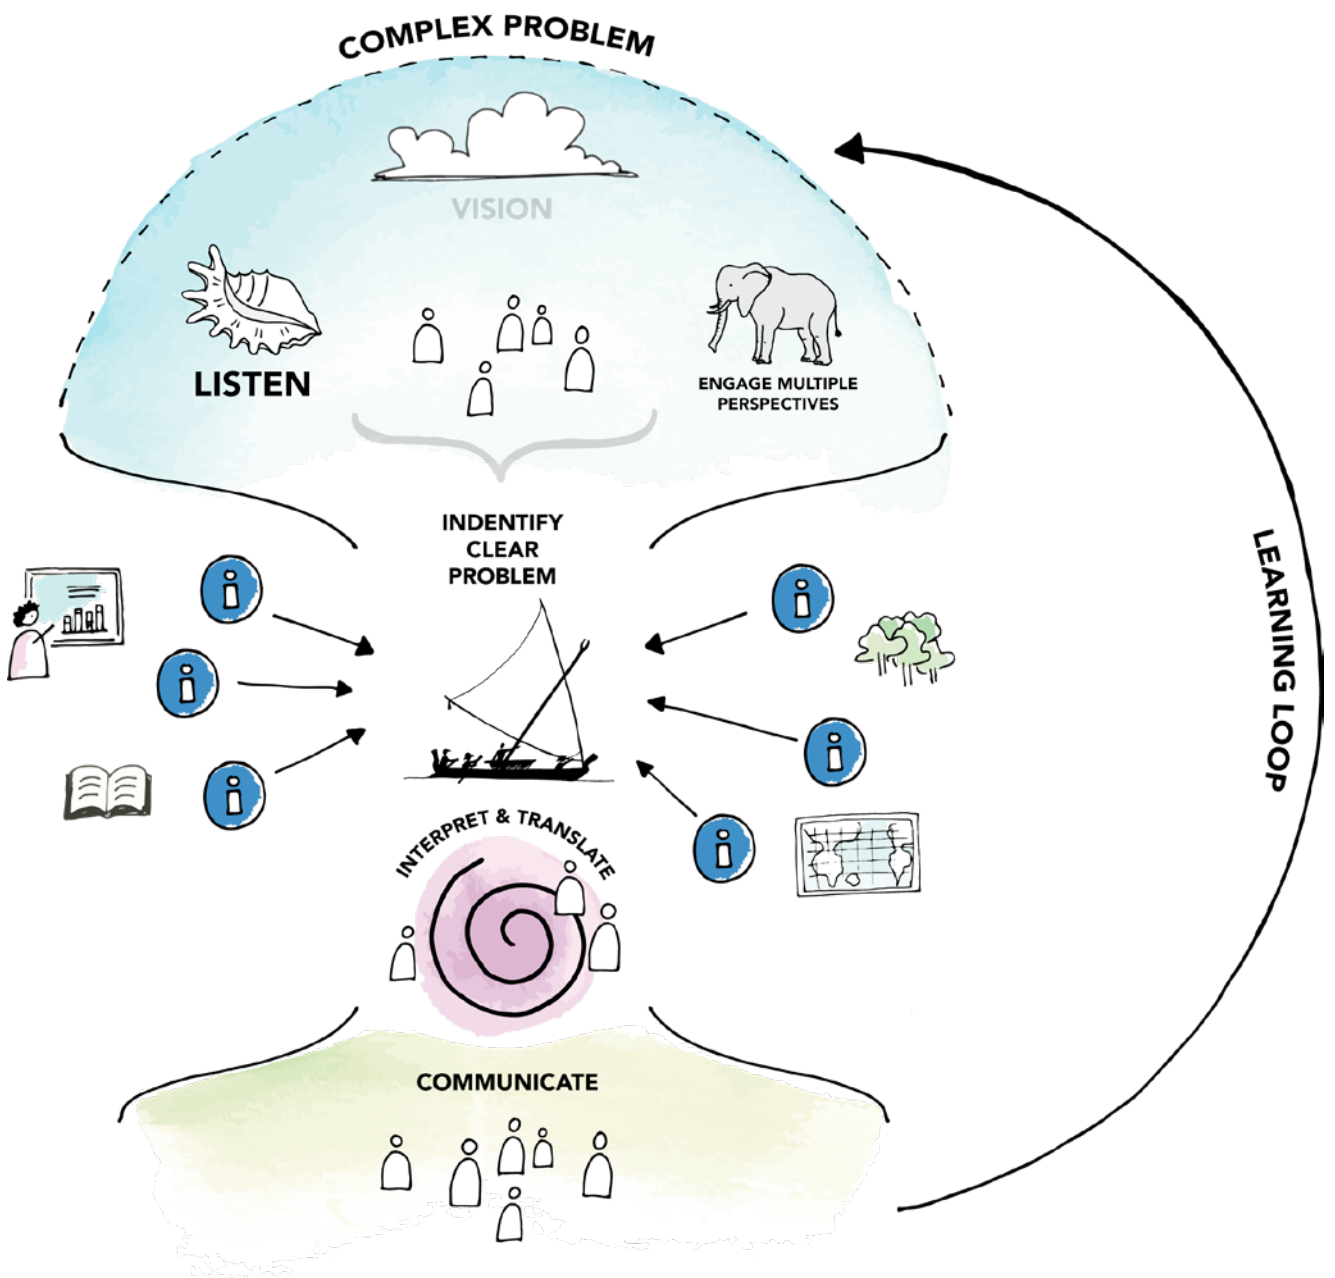 COMPLEX PROBLEM
VISION
LISTEN
ENGAGE MULTIPLE
PERSPECTIVES
INDENTIFY
CLEAR
PROBLEM
i
i
i
i
i
i
INTERPRET & TRANSLATE
COMMUNICATE
LEARNING LOOP